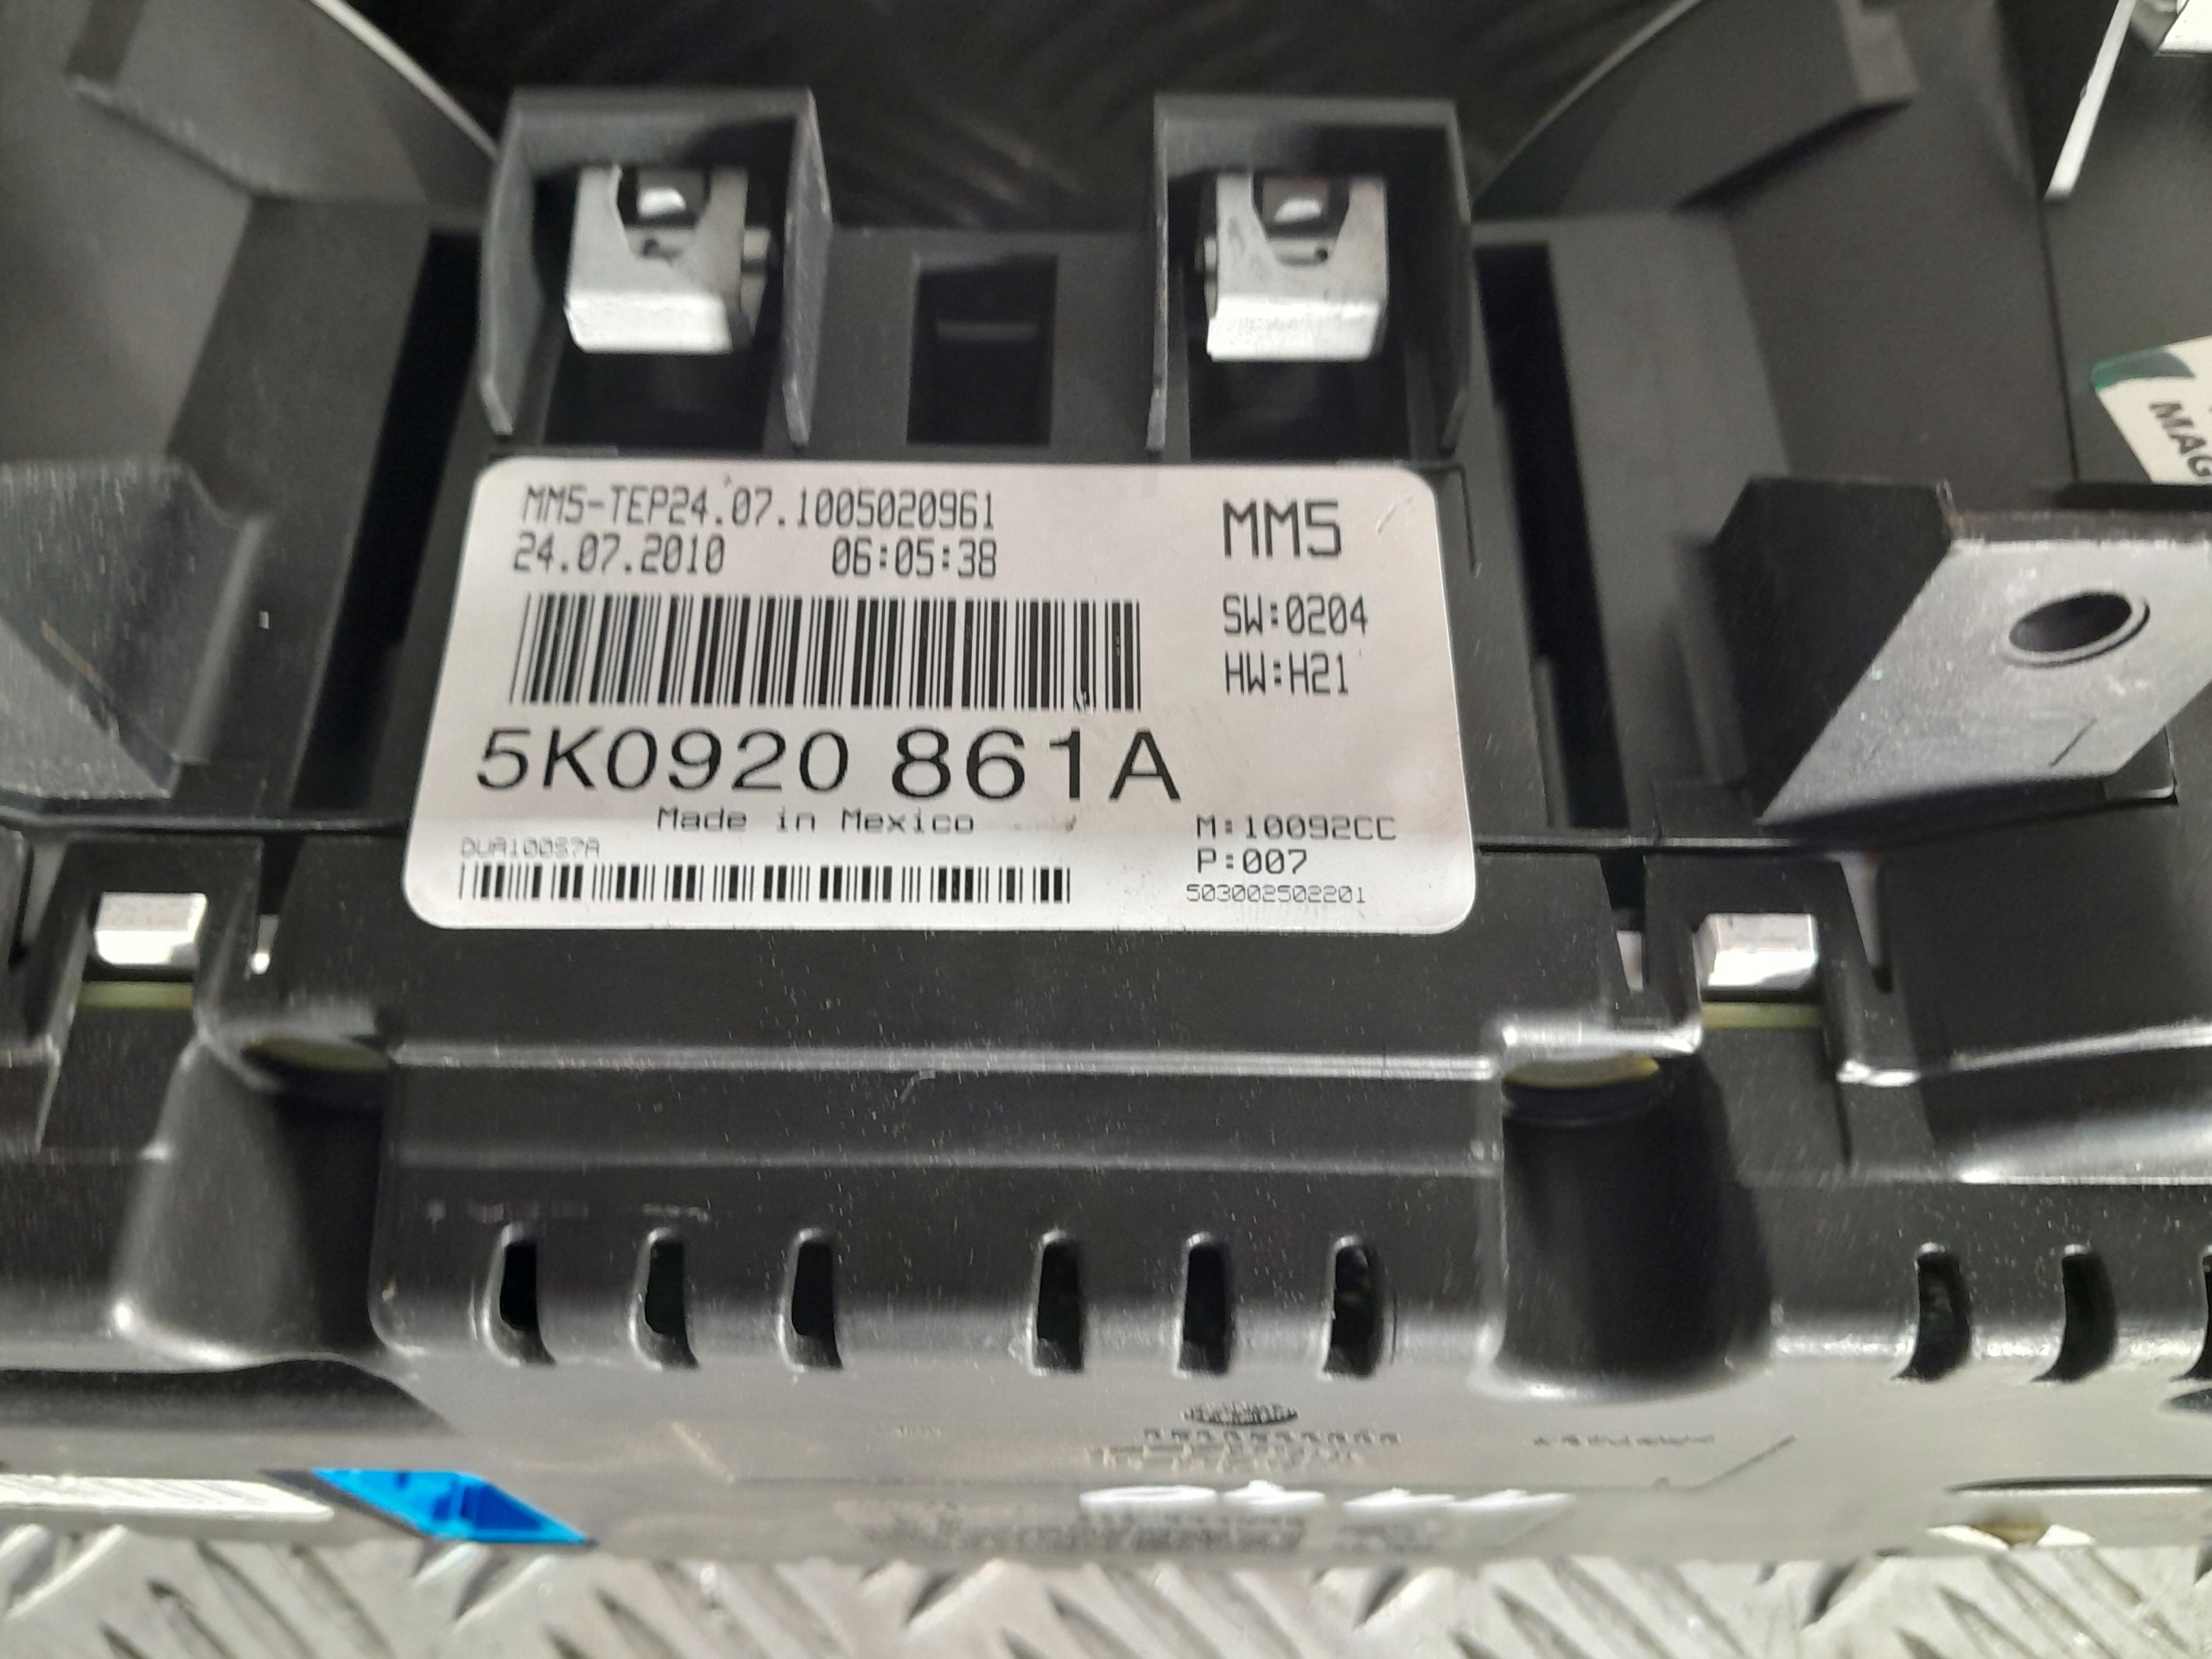 MAG
MM5-TEP24.07.1005020961
24.07.2010 06:05:38
MM5
SW:0204
HW:H21
5K0920 861A
Made in Mexico
M:10092CC
P:007
503002502201